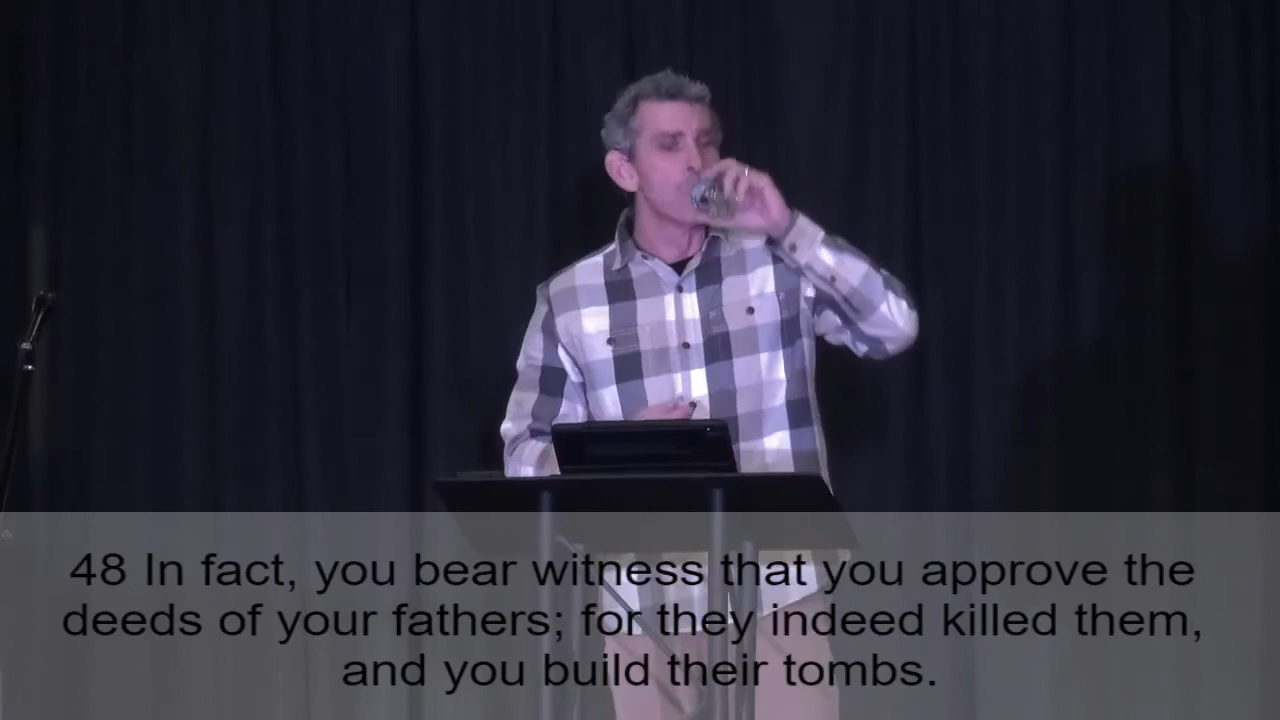 48 In fact, you bear witness that you approve the
deeds of your fathers; for they indeed killed them,
and you build their tombs.